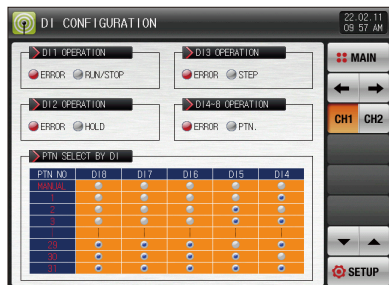 DI CONFIGURATION
22.02.11
09 57 AM
DI1 OPERATION
ERROR RUN/STOP
DI3 OPERATION
ERROR STEP
DI2 OPERATION
ERROR HOLD
DI4~8 OPERATION
ERROR PTN.
PTN SELECT BY DI
PTN NO DI8 DI7 DI6 DI5 DI4
MANUAL
1
2
3
29
30
31
MAIN
CH1 CH2
SETUP